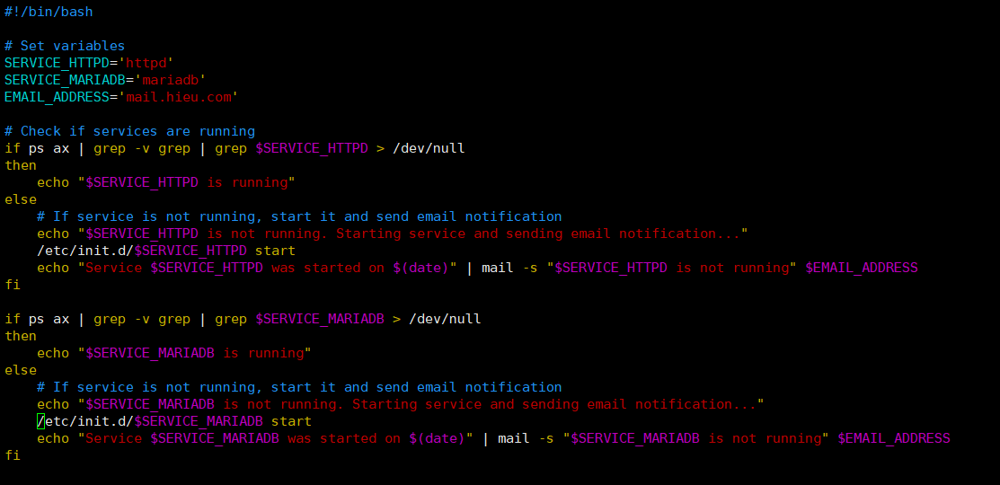 #!/bin/bash

# Set variables
SERVICE_HTTPD='httpd'
SERVICE_MARIADB='mariadb'
EMAIL_ADDRESS='mail.hieu.com'

# Check if services are running
if ps ax | grep -v grep | grep $SERVICE_HTTPD > /dev/null
then
    echo "$SERVICE_HTTPD is running"
else
    # If service is not running, start it and send email notification
    echo "$SERVICE_HTTPD is not running. Starting service and sending email notification..."
    /etc/init.d/$SERVICE_HTTPD start
    echo "Service $SERVICE_HTTPD was started on $(date)" | mail -s "$SERVICE_HTTPD is not running" $EMAIL_ADDRESS
fi

if ps ax | grep -v grep | grep $SERVICE_MARIADB > /dev/null
then
    echo "$SERVICE_MARIADB is running"
else
    # If service is not running, start it and send email notification
    echo "$SERVICE_MARIADB is not running. Starting service and sending email notification..."
    /etc/init.d/$SERVICE_MARIADB start
    echo "Service $SERVICE_MARIADB was started on $(date)" | mail -s "$SERVICE_MARIADB is not running" $EMAIL_ADDRESS
fi